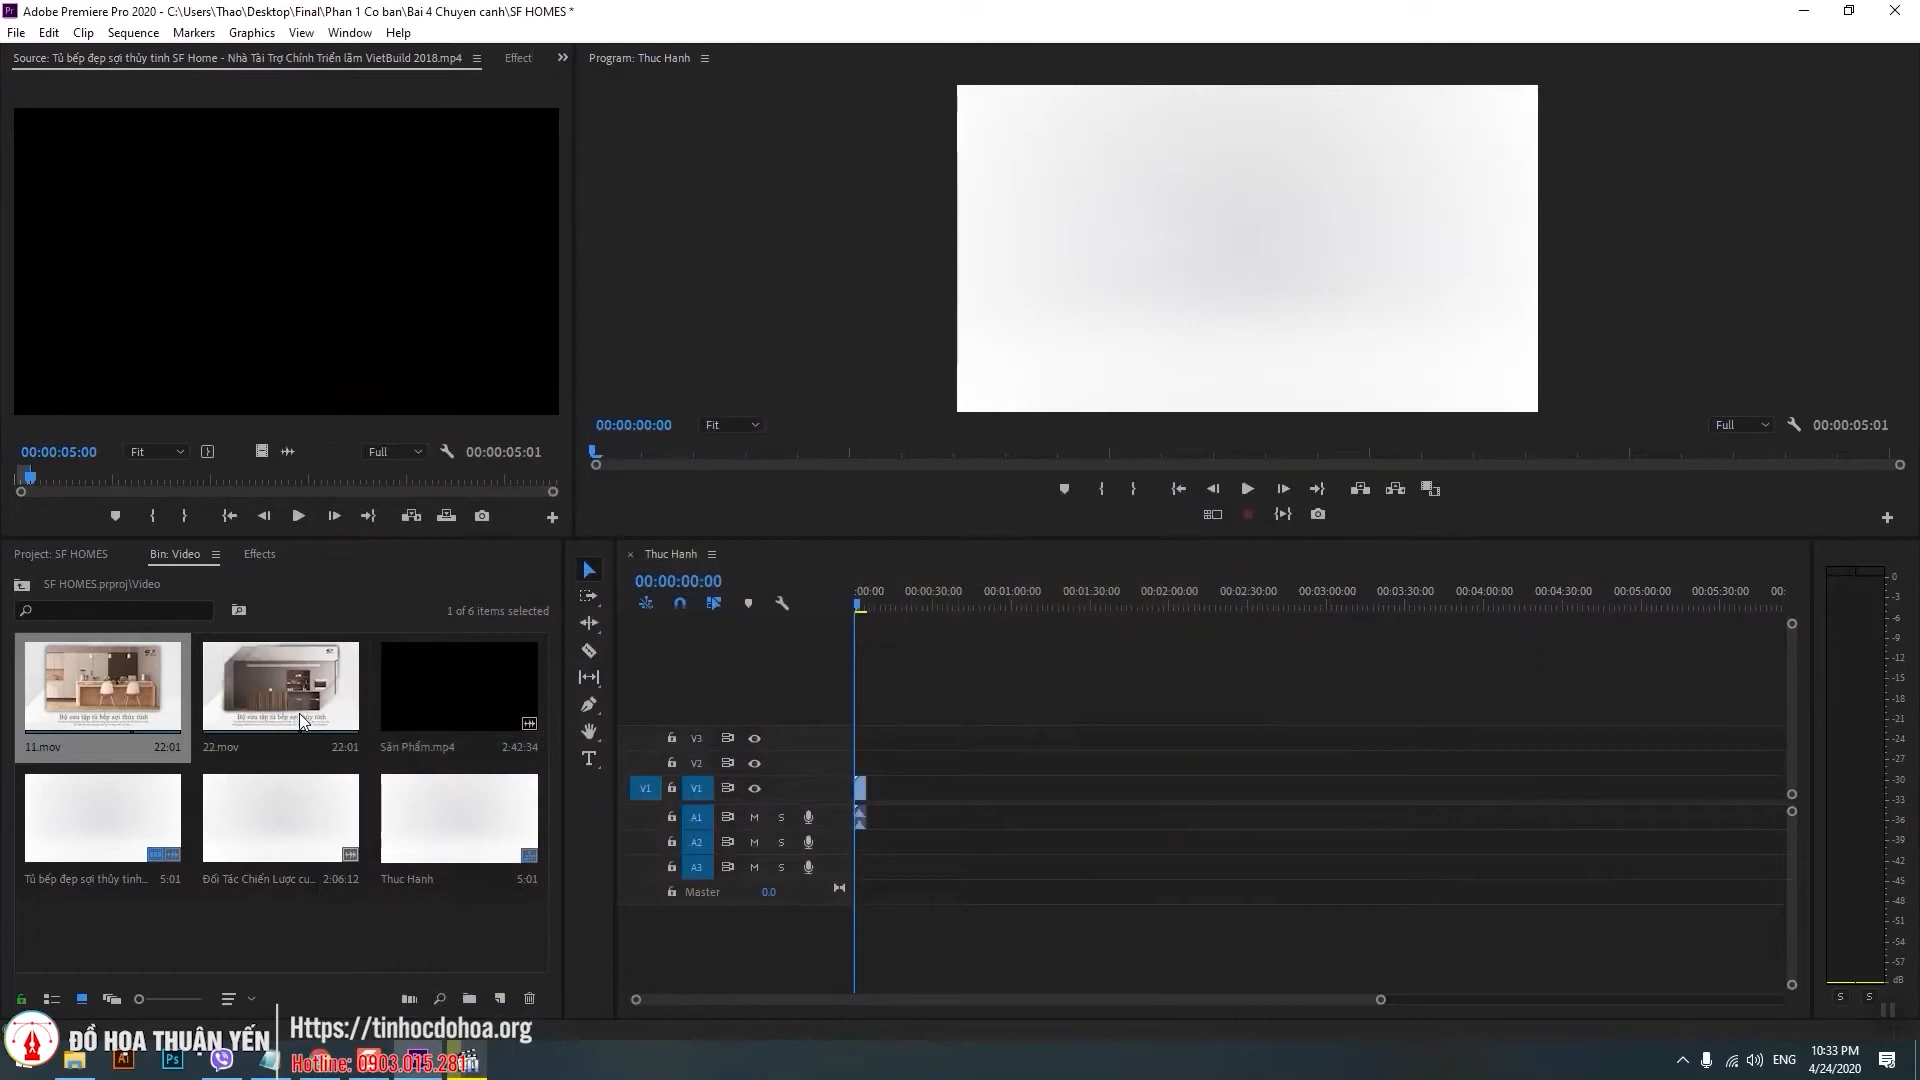 Adobe Premiere Pro 2020 - C:\Users\Thao\Desktop\Final\Phan 1 Co ban\Bai 4 Chuyen canh\SF HOMES *
File Edit Clip Sequence Markers Graphics View Window Help
Source: Tủ bếp đẹp sợi thủy tinh SF Home - Nhà Tài Trợ Chính Triển lãm VietBuild 2018.mp4 Effect
Program: Thuc Hanh
00:00:00:00 Fit Full 00:00:05:01
00:00:05:00 Fit Full 00:00:05:01
Project: SF HOMES Bin: Video Effects
SF HOMES.prproj\Video
1 of 6 items selected
Bộ sưu tập tủ bếp sợi thủy tinh
Bộ sưu tập tủ bếp sợi thủy tinh
11.mov 22:01
22.mov 22:01
Sản Phẩm.mp4 2:42:34
Tủ bếp đẹp sợi thủy tinh... 5:01
Đối Tác Chiến Lược cu... 2:06:12
Thuc Hanh 5:01
Thuc Hanh
00:00:00:00
:00:00 00:00:30:00 00:01:00:00 00:01:30:00 00:02:00:00 00:02:30:00 00:03:00:00 00:03:30:00 00:04:00:00 00:04:30:00 00:05:00:00 00:05:30:00 00:
V3
V2
V1 V1
A1 M S
A2 M S
A3 M S
Master 0.0
0
-3
-6
-9
-12
-15
-18
-21
-24
-27
-30
-33
-36
-39
-42
-45
-48
-51
-54
-57
dB
S S
ĐỒ HOA THUẬN YẾN
Https://tinhocdohoa.org
Hotline: 0903.015.281
Ai Ps
ENG
10:33 PM
4/24/2020